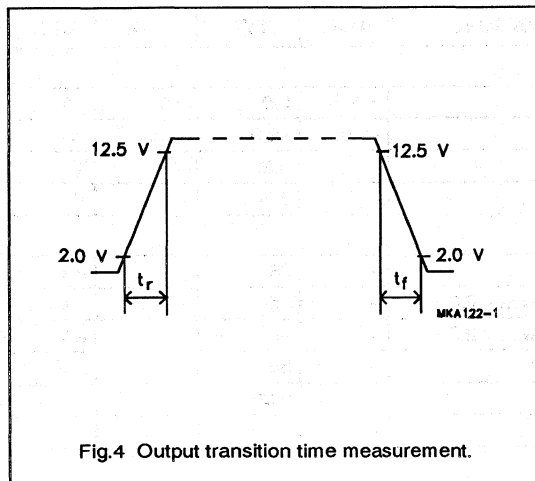 12.5 V 12.5 V
2.0 V 2.0 V
tr tf
MKA122-1
Fig.4 Output transition time measurement.